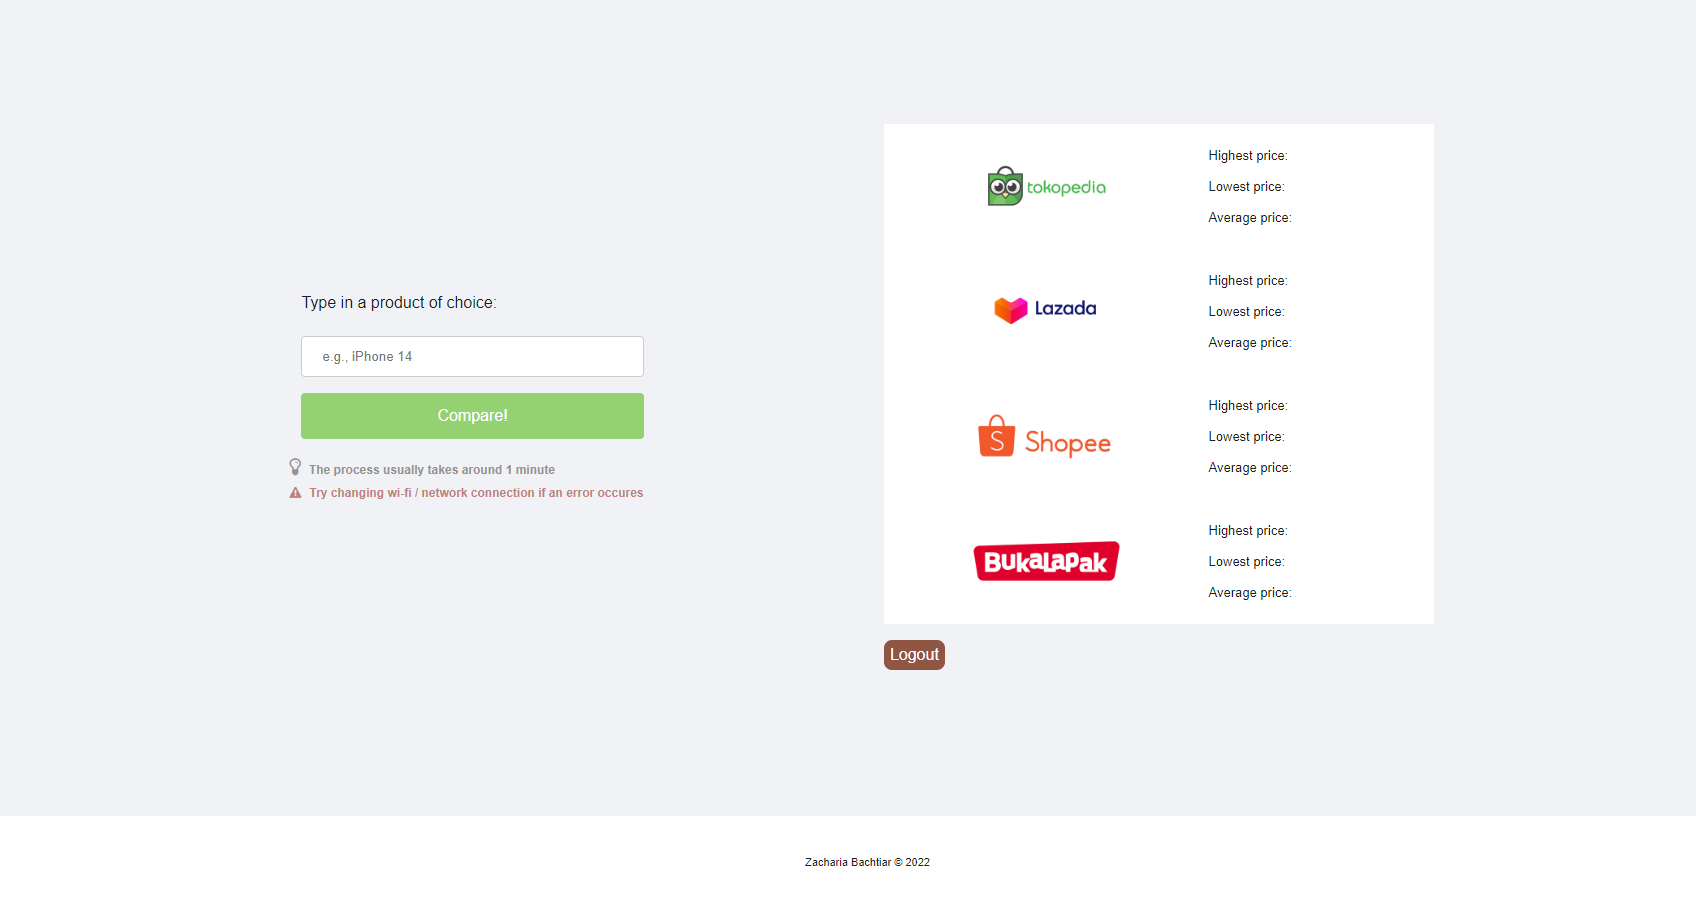 Type in a product of choice:
e.g., iPhone 14
Compare!
The process usually takes around 1 minute
Try changing wi-fi / network connection if an error occures
tokopedia
Highest price:
Lowest price:
Average price:
Lazada
Highest price:
Lowest price:
Average price:
S Shopee
Highest price:
Lowest price:
Average price:
BukaLapak
Highest price:
Lowest price:
Average price:
Logout
Zacharia Bachtiar © 2022